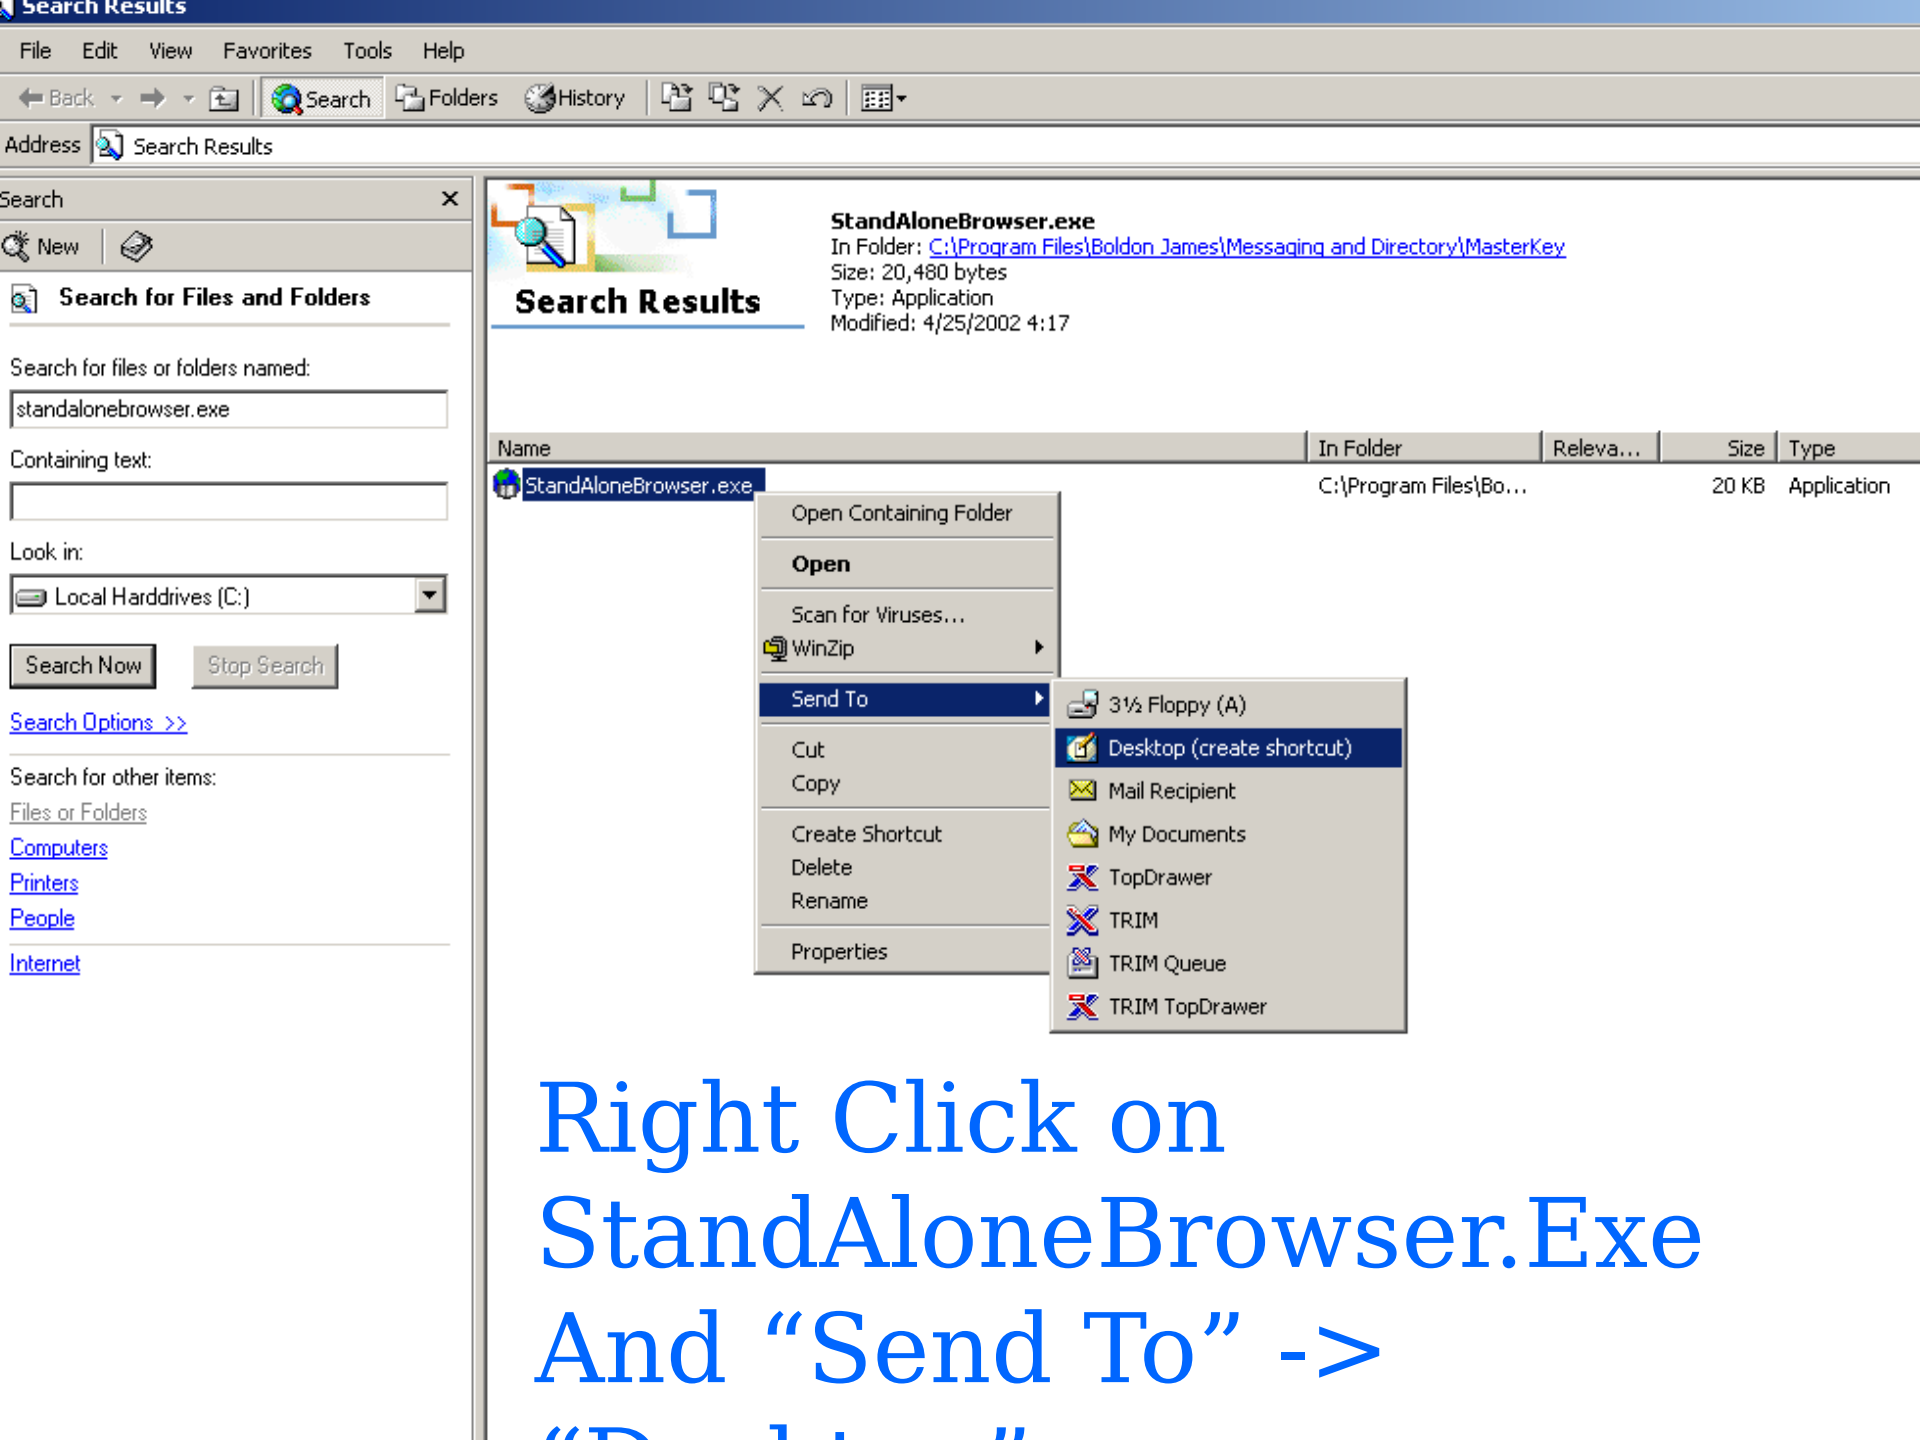 Search Results
File Edit View Favorites Tools Help
Back Search Folders History
Address Search Results
Search
New
Search for Files and Folders
Search for files or folders named:
standalonebrowser.exe
Containing text:
Look in:
Local Harddrives (C:)
Search Now Stop Search
Search Options >>
Search for other items:
Files or Folders
Computers
Printers
People
Internet
Search Results
StandAloneBrowser.exe
In Folder: C:\Program Files\Boldon James\Messaging and Directory\MasterKey
Size: 20,480 bytes
Type: Application
Modified: 4/25/2002 4:17
Name In Folder Releva... Size Type
StandAloneBrowser.exe C:\Program Files\Bo... 20 KB Application
Open Containing Folder
Open
Scan for Viruses...
WinZip
Send To
Cut
Copy
Create Shortcut
Delete
Rename
Properties
3½ Floppy (A)
Desktop (create shortcut)
Mail Recipient
My Documents
TopDrawer
TRIM
TRIM Queue
TRIM TopDrawer
Right Click on
StandAloneBrowser.Exe
And “Send To” ->
“Desktop”